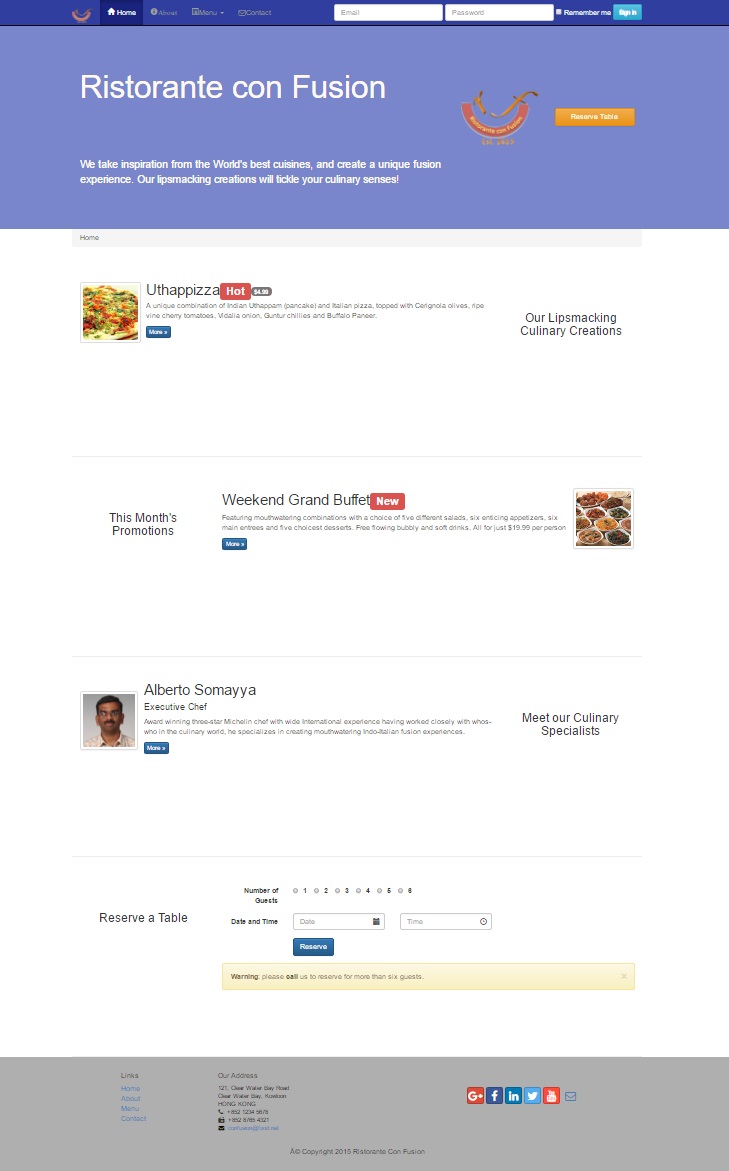 Home About Menu Contact Email Password Remember me Sign in
Ristorante con Fusion
Ristorante con Fusion
Reserve Table
We take inspiration from the World's best cuisines, and create a unique fusion
experience. Our lipsmacking creations will tickle your culinary senses!
Home
Uthappizza Hot $4.99
A unique combination of Indian Uthappam (pancake) and Italian pizza, topped with Cerignola olives, ripe
vine cherry tomatoes, Vidalia onion, Guntur chillies and Buffalo Paneer.
More »
Our Lipsmacking
Culinary Creations
This Month's
Promotions
Weekend Grand Buffet New
Featuring mouthwatering combinations with a choice of five different salads, six enticing appetizers, six
main entrees and five choicest desserts. Free flowing bubbly and soft drinks. All for just $19.99 per person
More »
Alberto Somayya
Executive Chef
Award winning three-star Michelin chef with wide International experience having worked closely with whos-
who in the culinary world, he specializes in creating mouthwatering Indo-Italian fusion experiences.
More »
Meet our Culinary
Specialists
Reserve a Table
Number of
Guests
1 2 3 4 5 6
Date and Time Date Time
Reserve
Warning: please call us to reserve for more than six guests. ×
Links
Home
About
Menu
Contact
Our Address
121, Clear Water Bay Road
Clear Water Bay, Kowloon
HONG KONG
: +852 1234 5678
: +852 8765 4321
: confusion@food.net
G+ f in You
Â© Copyright 2015 Ristorante Con Fusion